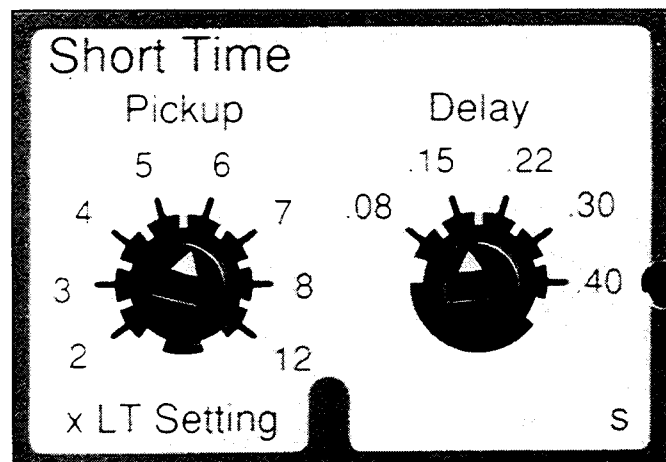 Short Time
Pickup Delay
5 6 .15 .22
4 7 .08 .30
3 8 .40
2 12
x LT Setting s